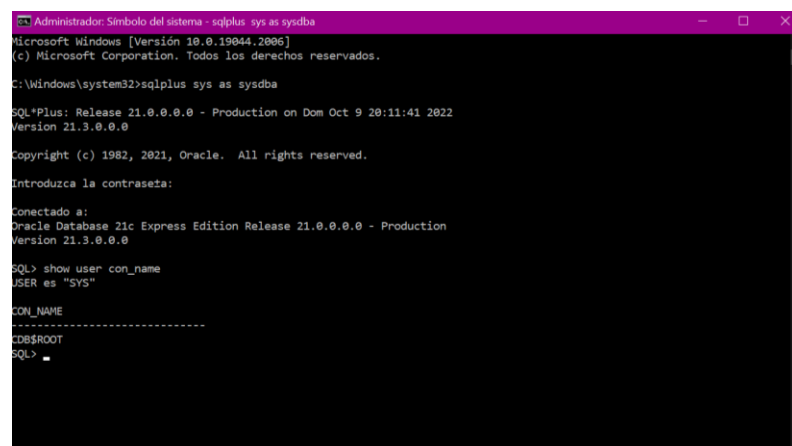 Administrador: Símbolo del sistema - sqlplus sys as sysdba
Microsoft Windows [Versión 10.0.19044.2006]
(c) Microsoft Corporation. Todos los derechos reservados.
C:\Windows\system32>sqlplus sys as sysdba
SQL*Plus: Release 21.0.0.0.0 - Production on Dom Oct 9 20:11:41 2022
Version 21.3.0.0.0
Copyright (c) 1982, 2021, Oracle.  All rights reserved.
Introduzca la contrase±a:
Conectado a:
Oracle Database 21c Express Edition Release 21.0.0.0.0 - Production
Version 21.3.0.0.0
SQL> show user con_name
USER es "SYS"
CON_NAME
------------------------------
CDB$ROOT
SQL>